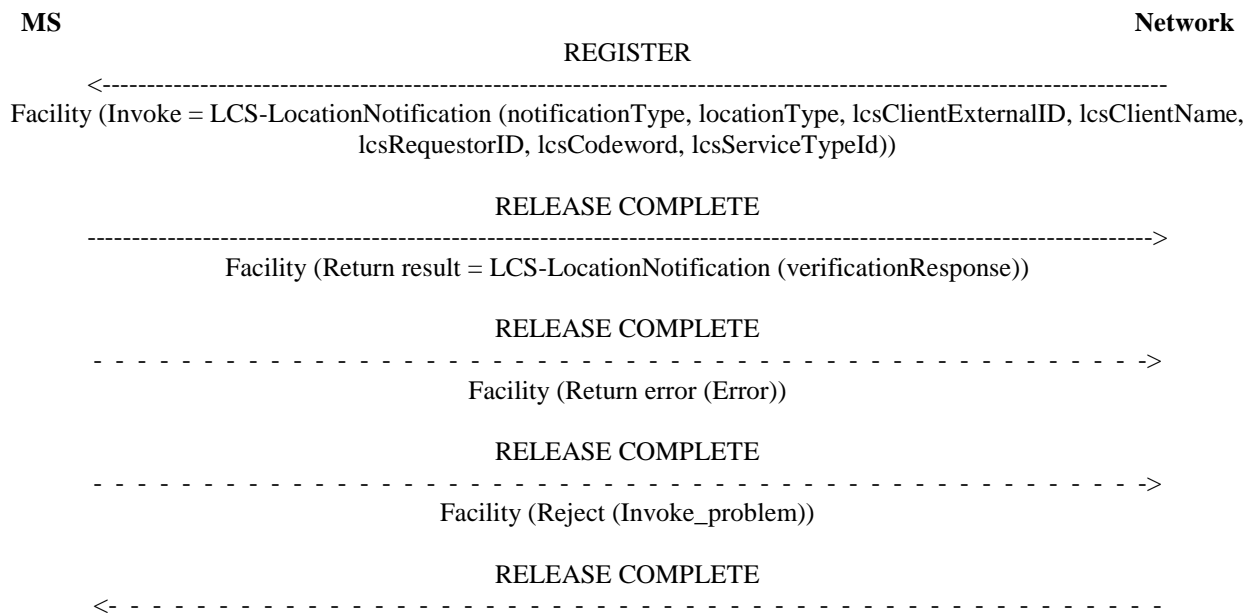 MS Network
REGISTER
<------------------------------------------------------------------------------------------------------------------------
Facility (Invoke = LCS-LocationNotification (notificationType, locationType, lcsClientExternalID, lcsClientName,
lcsRequestorID, lcsCodeword, lcsServiceTypeId))
RELEASE COMPLETE
------------------------------------------------------------------------------------------------------------------------>
Facility (Return result = LCS-LocationNotification (verificationResponse))
RELEASE COMPLETE
- - - - - - - - - - - - - - - - - - - - - - - - - - - - - - - - - - - - - - - - - - - - - - - - - - - - - - - - - ->
Facility (Return error (Error))
RELEASE COMPLETE
- - - - - - - - - - - - - - - - - - - - - - - - - - - - - - - - - - - - - - - - - - - - - - - - - - - - - - - - - ->
Facility (Reject (Invoke_problem))
RELEASE COMPLETE
<- - - - - - - - - - - - - - - - - - - - - - - - - - - - - - - - - - - - - - - - - - - - - - - - - - - - - - - - - -